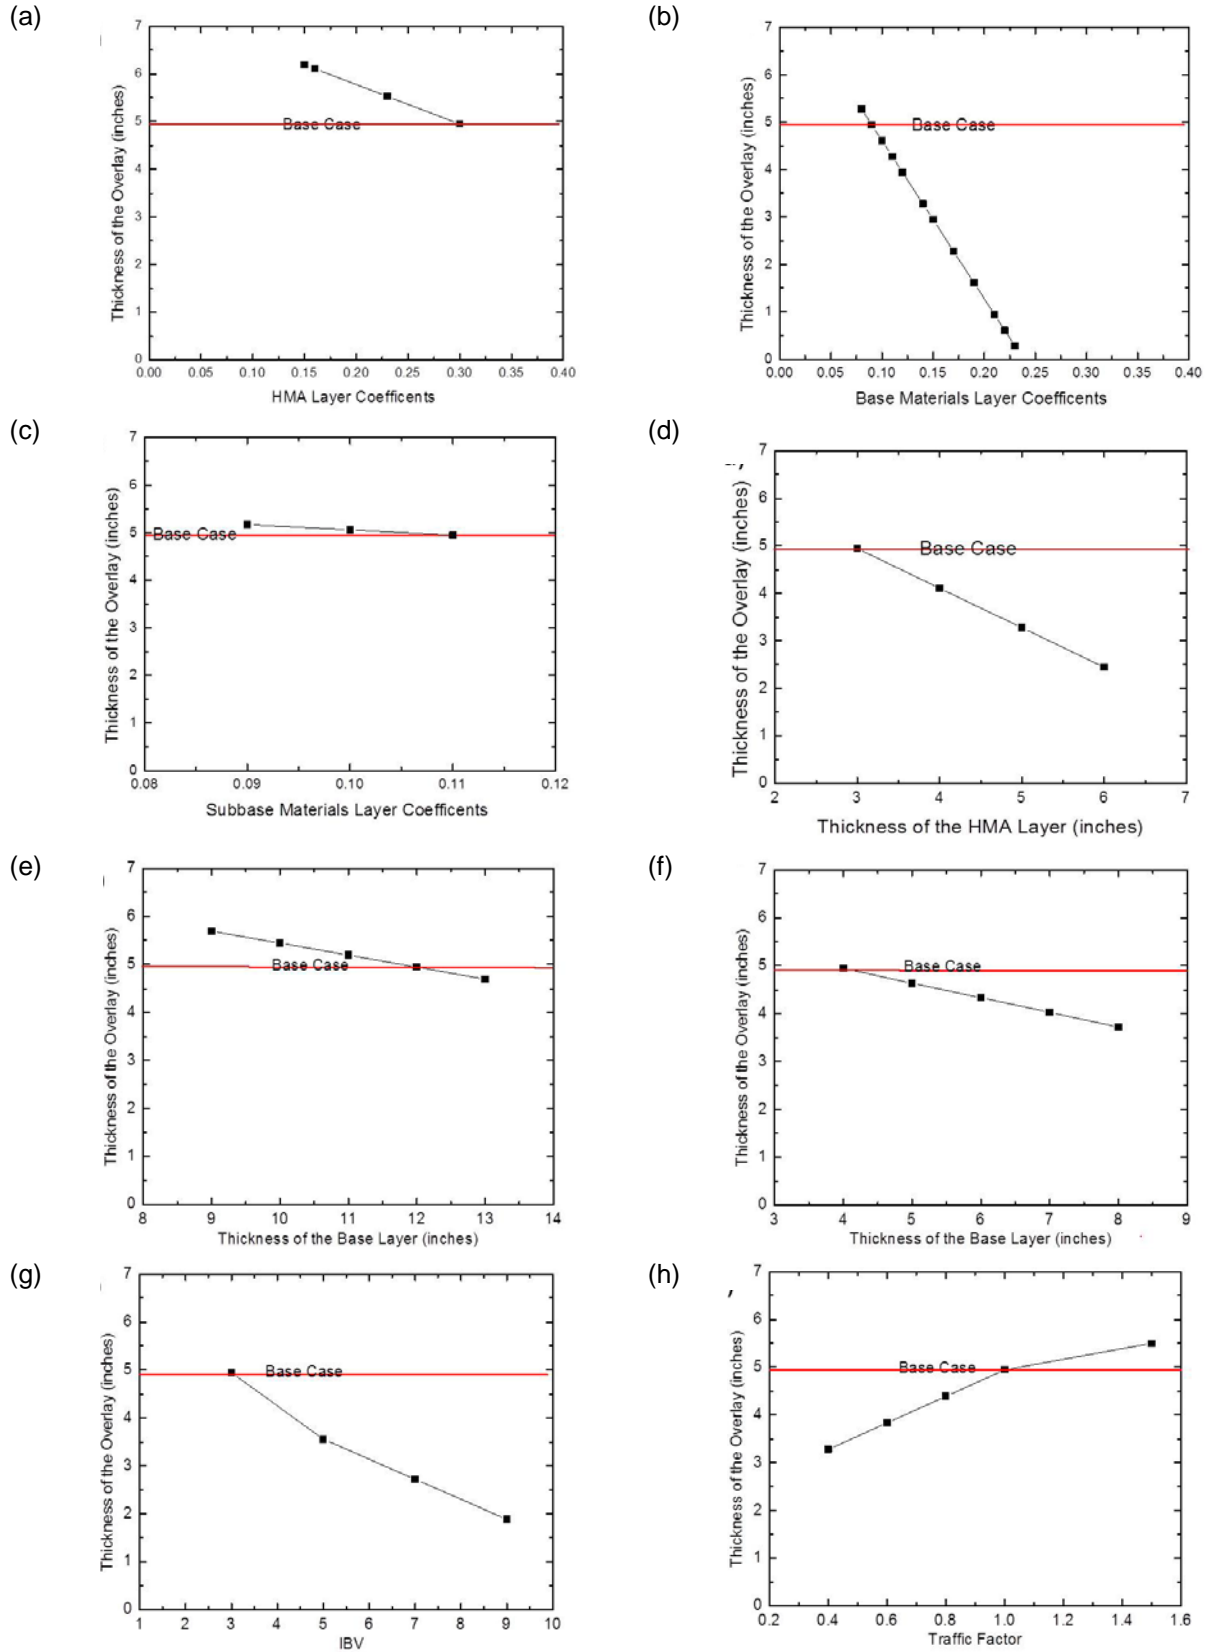 (a)
Thickness of the Overlay (inches)
7
6
5
4
3
2
1
0
Base Case
0.00 0.05 0.10 0.15 0.20 0.25 0.30 0.35 0.40
HMA Layer Coefficents
(b)
Thickness of the Overlay (inches)
7
6
5
4
3
2
1
0
Base Case
0.00 0.05 0.10 0.15 0.20 0.25 0.30 0.35 0.40
Base Materials Layer Coefficents
(c)
Thickness of the Overlay (inches)
7
6
5
4
3
2
1
0
Base Case
0.08 0.09 0.10 0.11 0.12
Subbase Materials Layer Coefficents
(d)
Thickness of the Overlay (inches)
7
6
5
4
3
2
1
0
Base Case
2 3 4 5 6 7
Thickness of the HMA Layer (inches)
(e)
Thickness of the Overlay (inches)
7
6
5
4
3
2
1
0
Base Case
8 9 10 11 12 13 14
Thickness of the Base Layer (inches)
(f)
Thickness of the Overlay (inches)
7
6
5
4
3
2
1
0
Base Case
3 4 5 6 7 8 9
Thickness of the Base Layer (inches)
(g)
Thickness of the Overlay (inches)
7
6
5
4
3
2
1
0
Base Case
1 2 3 4 5 6 7 8 9 10
IBV
(h)
Thickness of the Overlay (inches)
7
6
5
4
3
2
1
0
Base Case
0.2 0.4 0.6 0.8 1.0 1.2 1.4 1.6
Traffic Factor